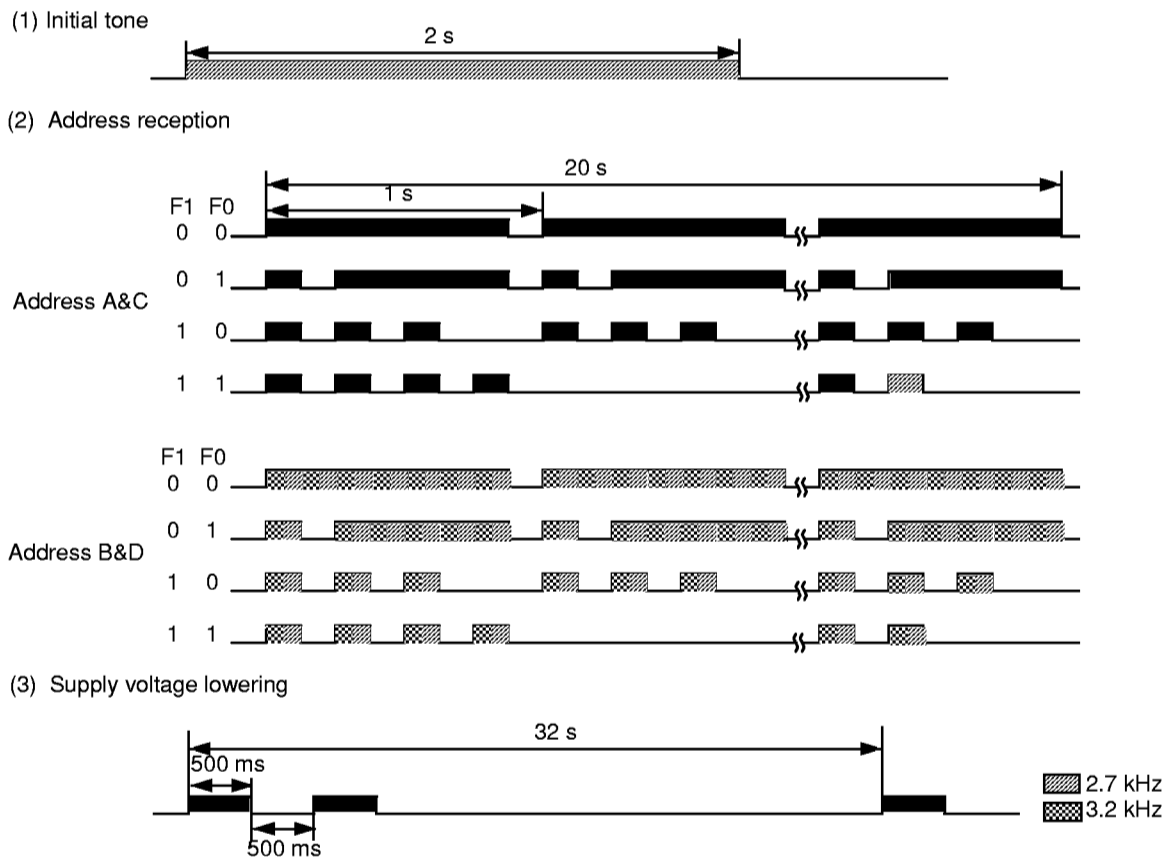 (1) Initial tone
2 s
(2) Address reception
20 s
1 s
F1 F0
0 0
0 1
Address A&C
1 0
1 1
F1 F0
0 0
0 1
Address B&D
1 0
1 1
(3) Supply voltage lowering
32 s
500 ms
500 ms
2.7 kHz
3.2 kHz